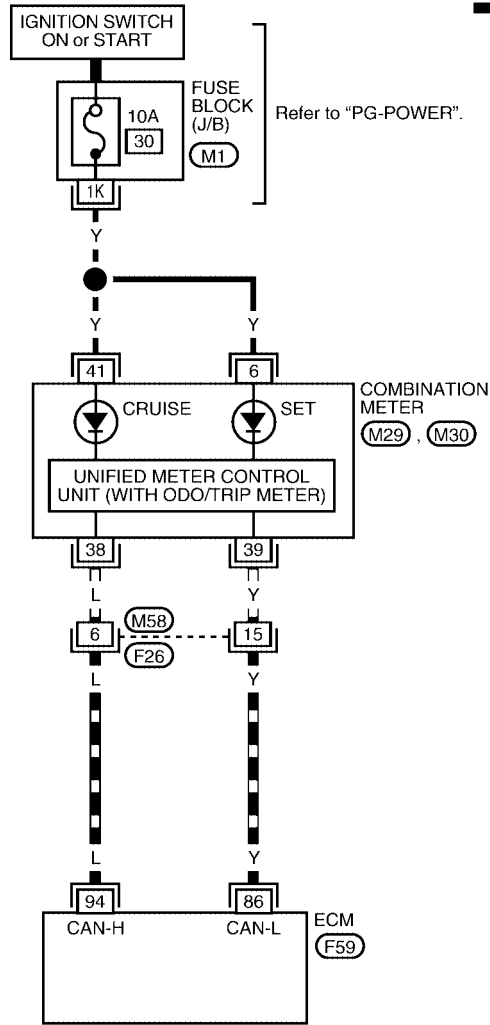 IGNITION SWITCH
ON or START
FUSE
BLOCK
(J/B)
10A
30
M1
Refer to “PG-POWER”.
1K
Y
Y
Y
41
6
CRUISE
SET
COMBINATION
METER
M29 , M30
UNIFIED METER CONTROL
UNIT (WITH ODO/TRIP METER)
38
39
L
Y
6
M58
F26
15
L
Y
L
Y
94
86
CAN-H
CAN-L
ECM
F59